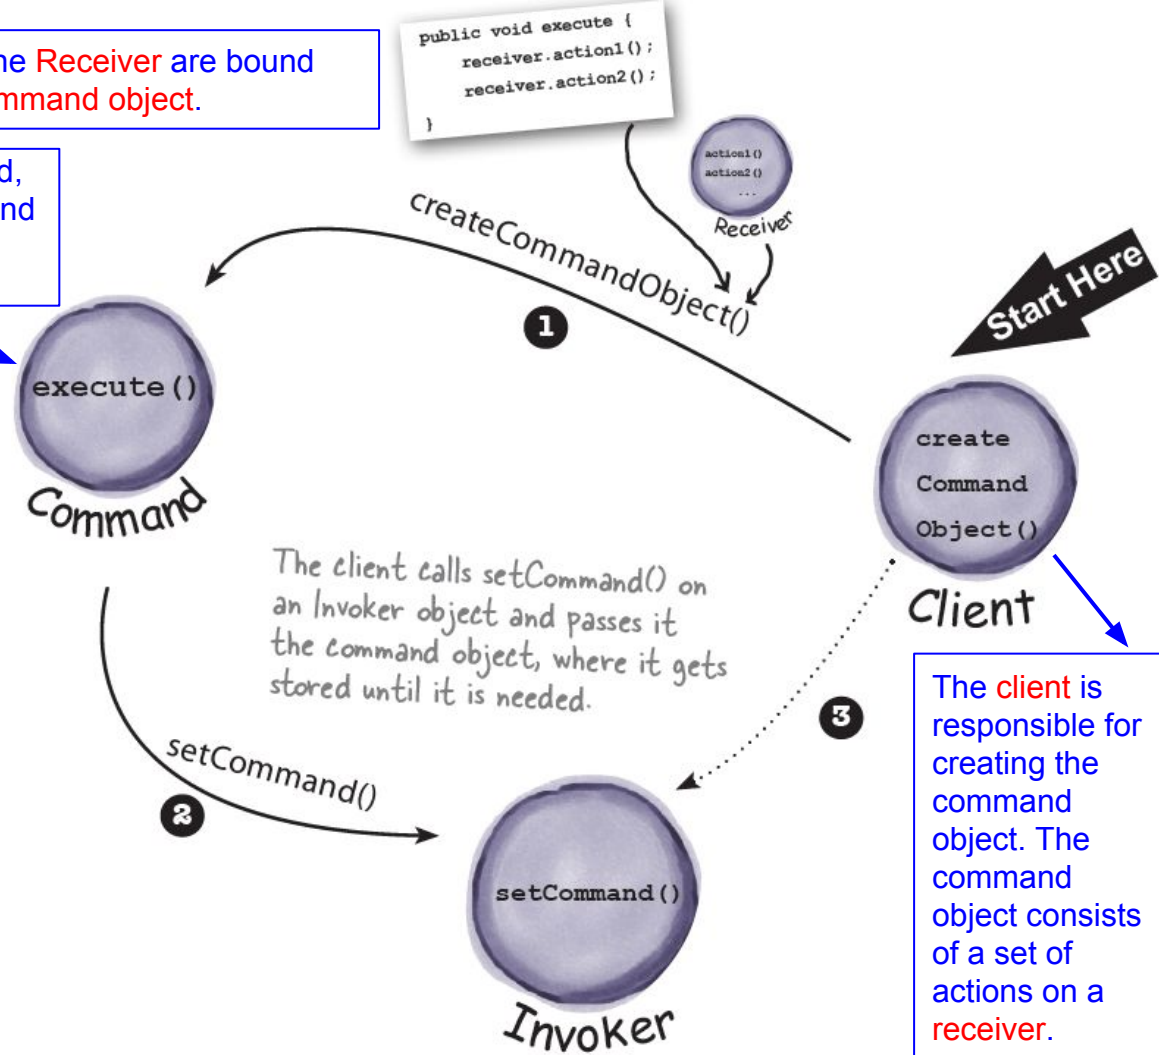 he Receiver are bound
mmand object.
d,
nd
public void execute {
receiver.action1();
receiver.action2();
}
action1()
action2()
...
Receiver
createCommandObject()
1
Start Here
execute()
Command
create
Command
Object()
Client
The client calls setCommand() on
an Invoker object and passes it
the command object, where it gets
stored until it is needed.
3
setCommand()
2
setCommand()
Invoker
The client is
responsible for
creating the
command
object. The
command
object consists
of a set of
actions on a
receiver.